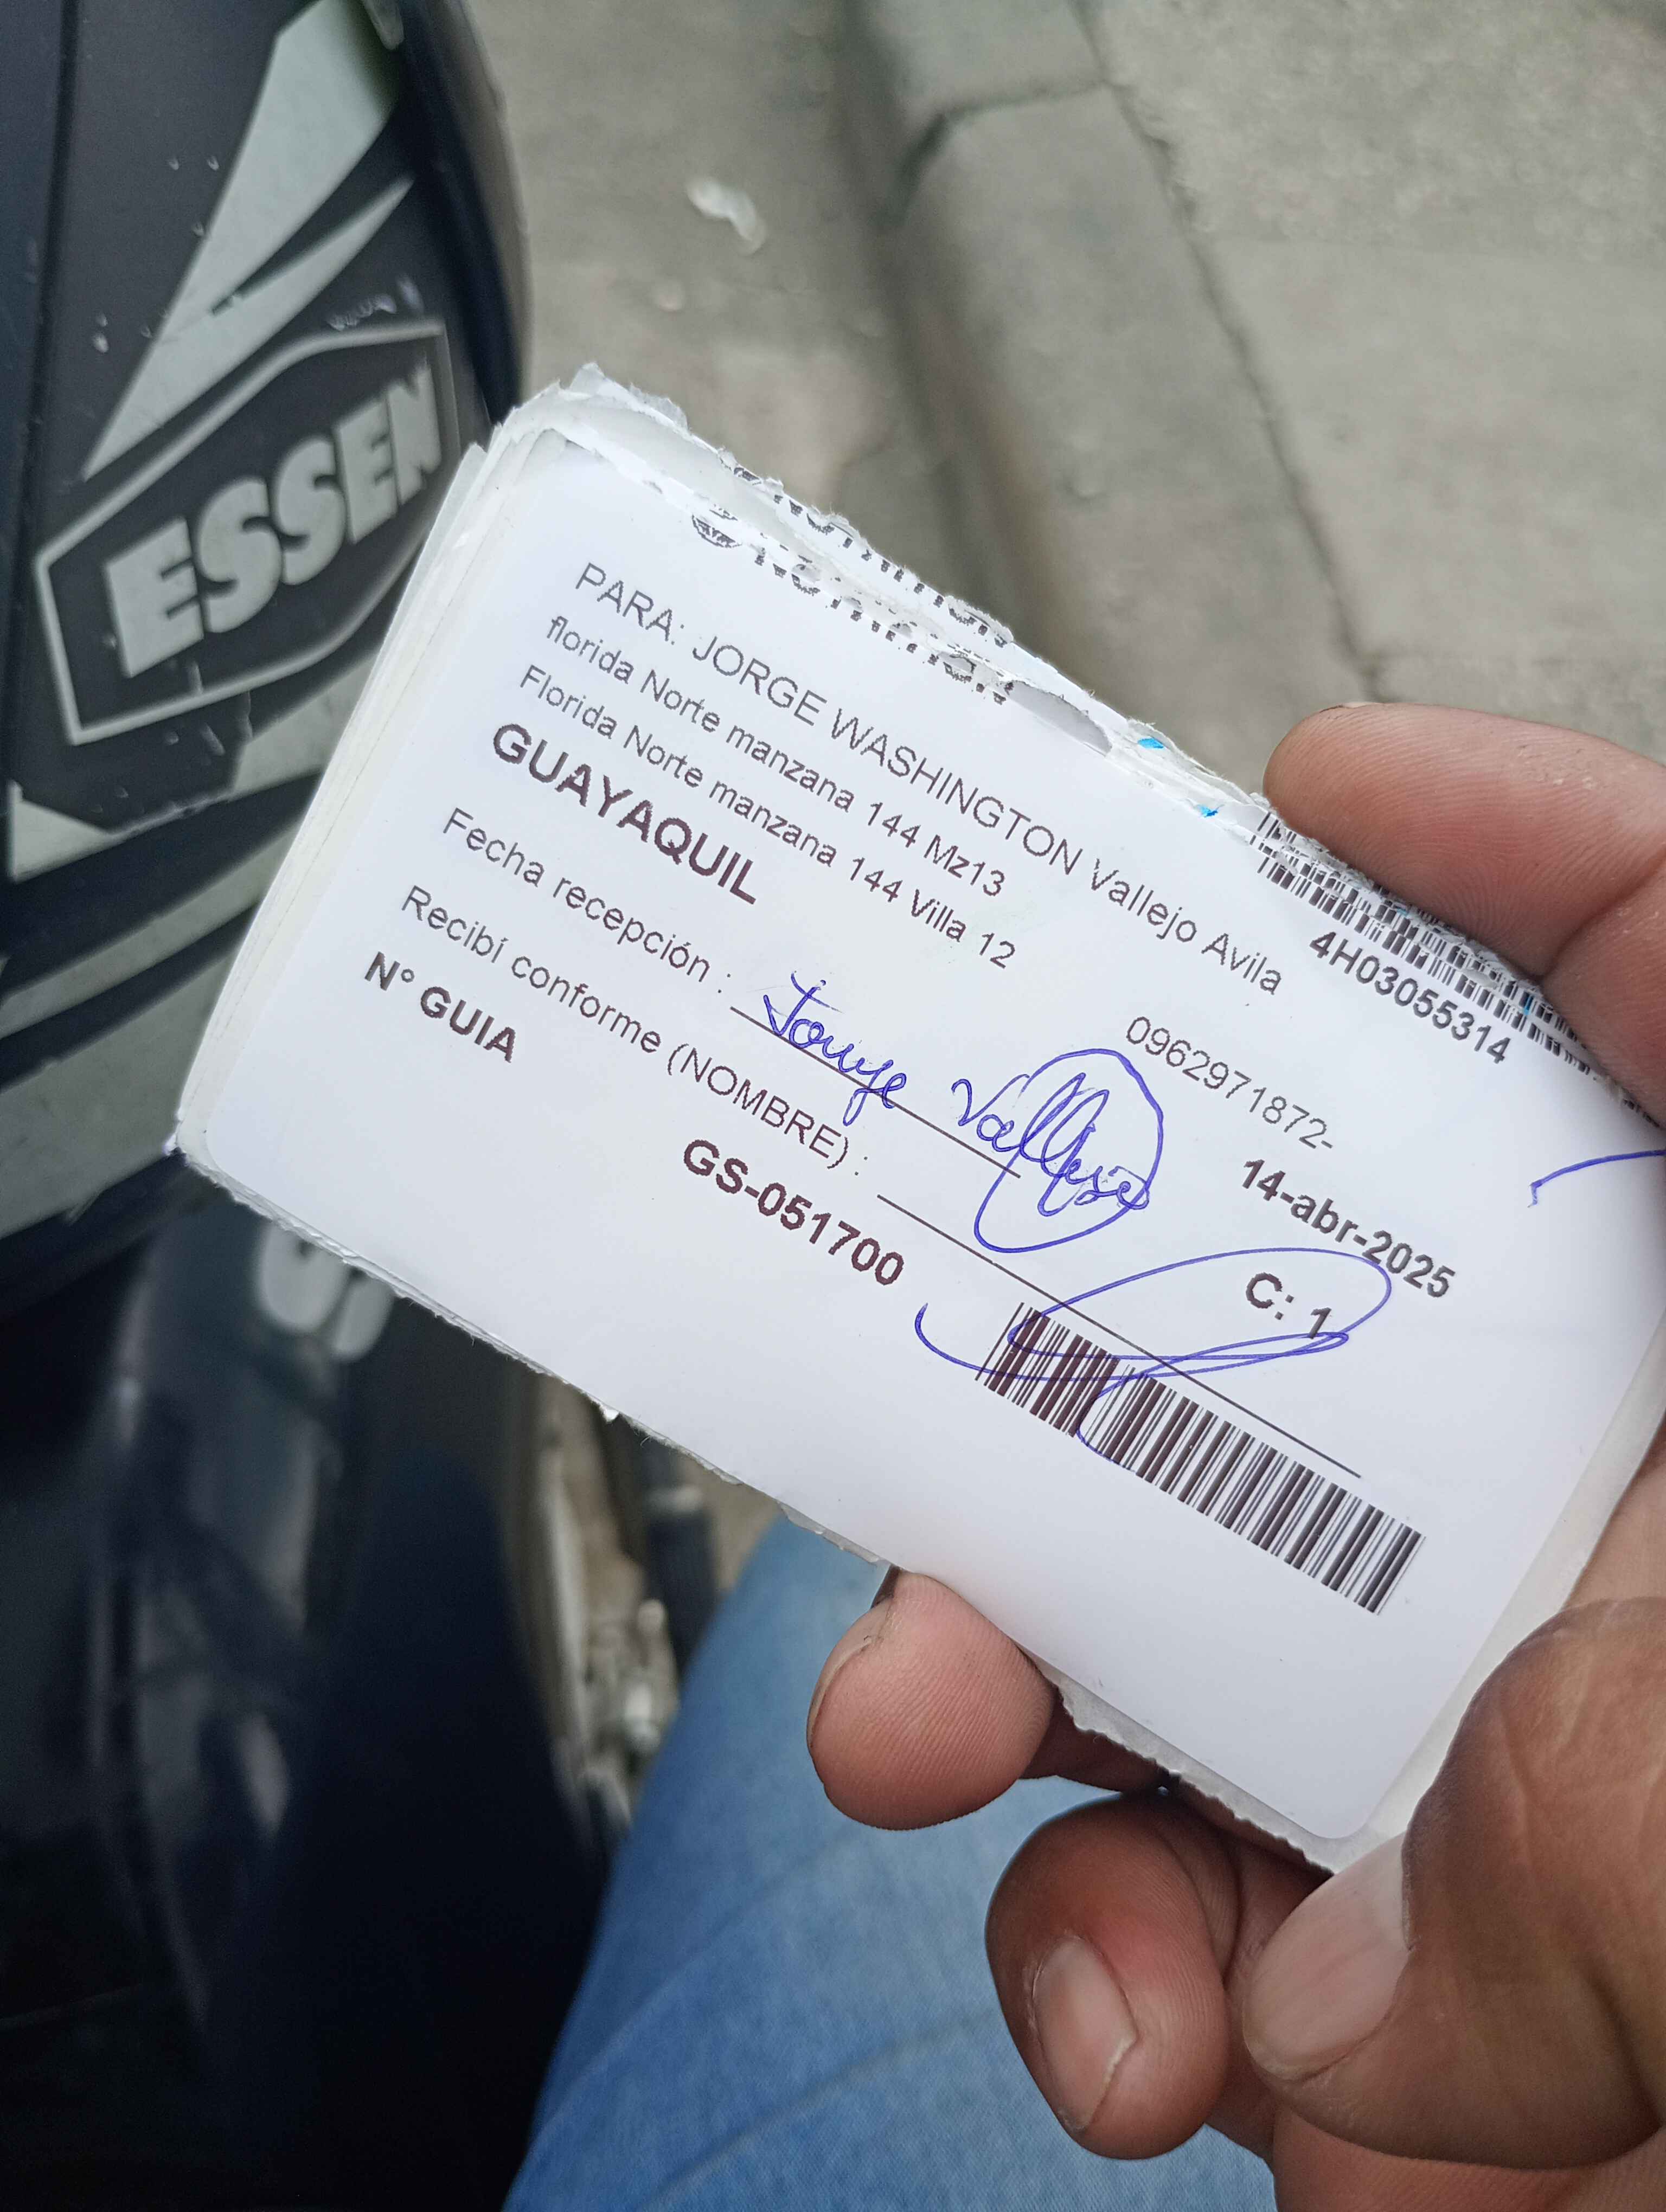 ESSEN
PARA: JORGE WASHINGTON Vallejo Avila
4H03055314
florida Norte manzana 144 Mz13
Florida Norte manzana 144 Villa 12
0962971872-
GUAYAQUIL
14-abr-2025
Fecha recepción : Jorge Vallejo
C: 1
Recibí conforme (NOMBRE) :
N° GUIA
GS-051700